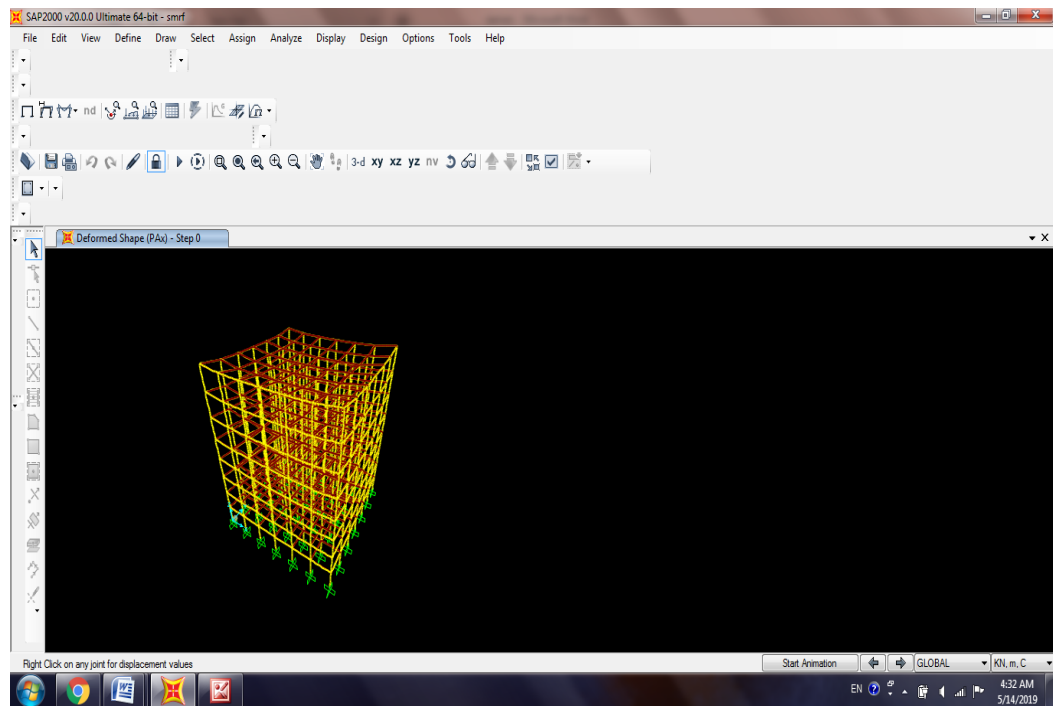 SAP2000 v20.0.0 Ultimate 64-bit - smrf
File Edit View Define Draw Select Assign Analyze Display Design Options Tools Help
nd
3-d xy xz yz nv
Deformed Shape (PAx) - Step 0
Right Click on any joint for displacement values
Start Animation
GLOBAL
KN, m, C
EN
4:32 AM
5/14/2019